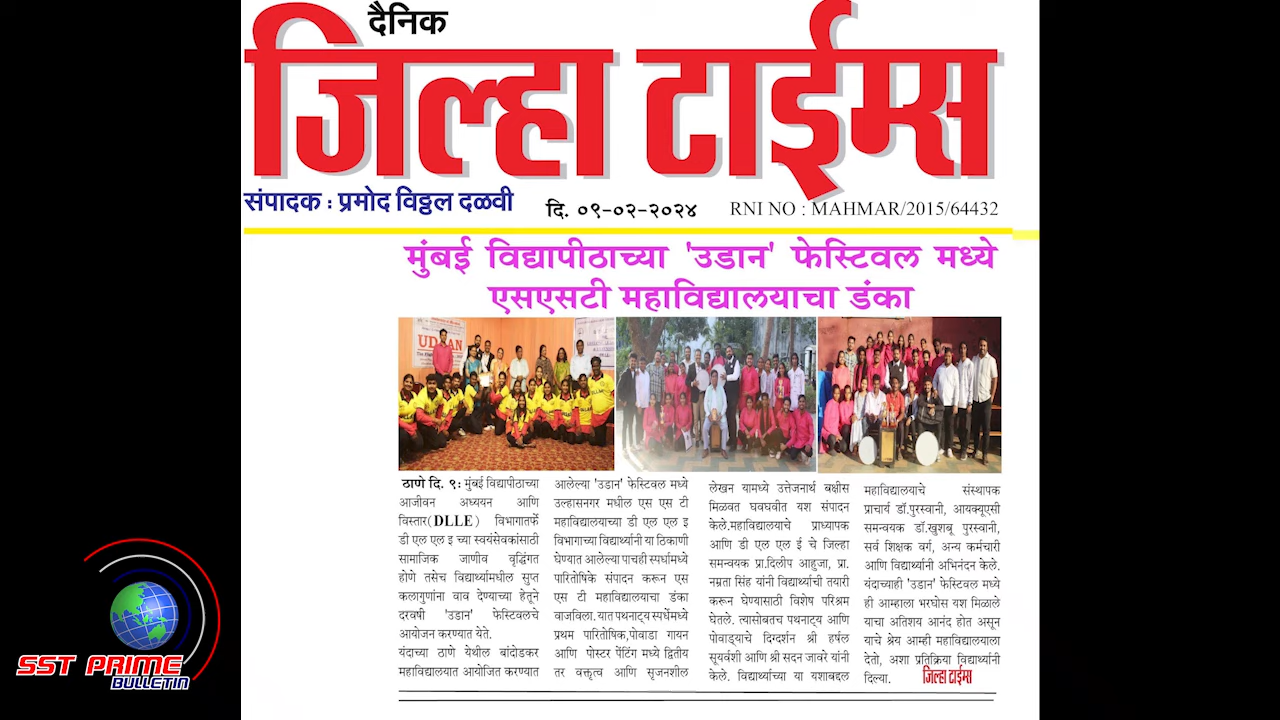 दैनिक
जिल्हा टाईम्स
संपादक : प्रमोद विठ्ठल दळवी
दि. ०९-०२-२०२४
RNI NO : MAHMAR/2015/64432
मुंबई विद्यापीठाच्या 'उडान' फेस्टिवल मध्ये
एसएसटी महाविद्यालयाचा डंका
ठाणे दि. ९: मुंबई विद्यापीठाच्या
आजीवन अध्ययन आणि
विस्तार(DLLE) विभागातर्फे
डी एल एल इ च्या स्वयंसेवकांसाठी
सामाजिक जाणीव वृद्धिंगत
होणे तसेच विद्यार्थ्यांमधील सुप्त
कलागुणांना वाव देण्याच्या हेतूने
दरवषी 'उडान' फेस्टिवलचे
आयोजन करण्यात येते.
यंदाच्या ठाणे येथील बांदोडकर
महाविद्यालयात आयोजित करण्यात
आलेल्या 'उडान' फेस्टिवल मध्ये
उल्हासनगर मधील एस एस टी
महाविद्यालयाच्या डी एल एल इ
विभागाच्या विद्यार्थ्यांनी या ठिकाणी
घेण्यात आलेल्या पाचही स्पर्धांमध्ये
पारितोषिके संपादन करून एस
एस टी महाविद्यालयाचा डंका
वाजविला. यात पथनाट्य स्पर्धेमध्ये
प्रथम पारितोषिक,पोवाडा गायन
आणि पोस्टर पेंटिंग मध्ये द्वितीय
तर वक्तृत्व आणि सृजनशील
लेखन यामध्ये उत्तेजनार्थ बक्षीस
मिळवत घवघवीत यश संपादन
केले.महाविद्यालयाचे प्राध्यापक
आणि डी एल एल ई चे जिल्हा
समन्वयक प्रा.दिलीप आहुजा, प्रा.
नम्रता सिंह यांनी विद्यार्थ्यांची तयारी
करून घेण्यासाठी विशेष परिश्रम
घेतले. त्यासोबतच पथनाट्य आणि
पोवाड्याचे दिग्दर्शन श्री हर्षल
सूर्यवंशी आणि श्री सदन जावरे यांनी
केले. विद्यार्थ्यांच्या या यशाबद्दल
महाविद्यालयाचे संस्थापक
प्राचार्य डॉ.पुरस्वानी, आयक्यूएसी
समन्वयक डॉ.खुशबू पुरस्वानी,
सर्व शिक्षक वर्ग, अन्य कर्मचारी
आणि विद्यार्थ्यांनी अभिनंदन केले.
यंदाच्याही 'उडान' फेस्टिवल मध्ये
ही आम्हाला भरघोस यश मिळाले
याचा अतिशय आनंद होत असून
याचे श्रेय आम्ही महाविद्यालयाला
देतो, अशा प्रतिक्रिया विद्यार्थ्यांनी
दिल्या. जिल्हा टाईम्स
SST PRIME
BULLETIN